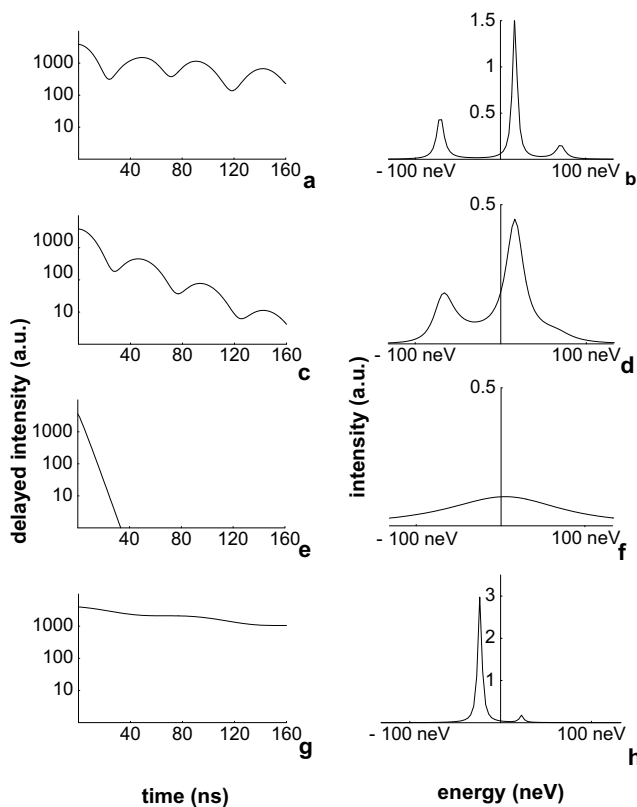 1000
100
10
40
80
120
160
a
1.5
1
0.5
- 100 neV
100 neV
b
1000
100
10
40
80
120
160
c
0.5
- 100 neV
100 neV
d
1000
100
10
40
80
120
160
e
0.5
- 100 neV
100 neV
f
1000
100
10
40
80
120
160
g
3
2
1
- 100 neV
100 neV
h
delayed intensity (a.u.)
intensity (a.u.)
time (ns)
energy (neV)